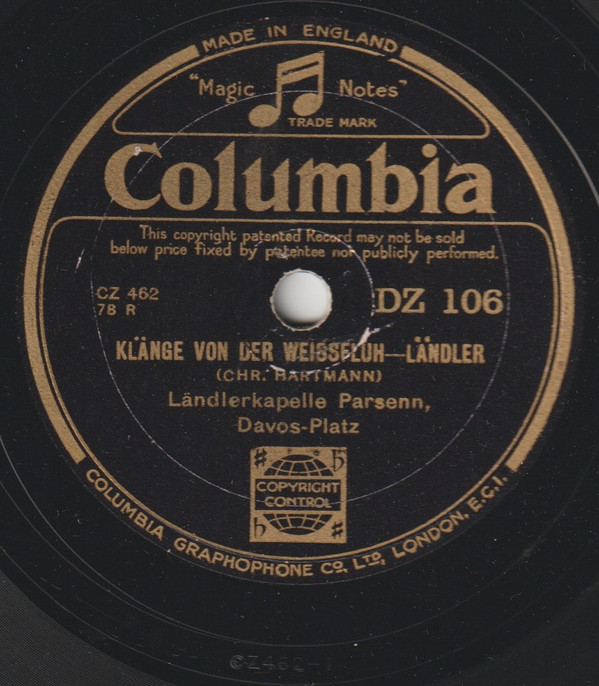 MADE IN ENGLAND
"Magic Notes"
TRADE MARK
Columbia
This copyright patented Record may not be sold
below price fixed by patentee nor publicly performed.
CZ 462
78 R
DZ 106
KLÄNGE VON DER WEISSFLUH—LÄNDLER
(CHR. HARTMANN)
Ländlerkapelle Parsenn,
Davos-Platz
COPYRIGHT
CONTROL
COLUMBIA GRAPHOPHONE CO., LTD., LONDON, E.C.1.
CZ462-1